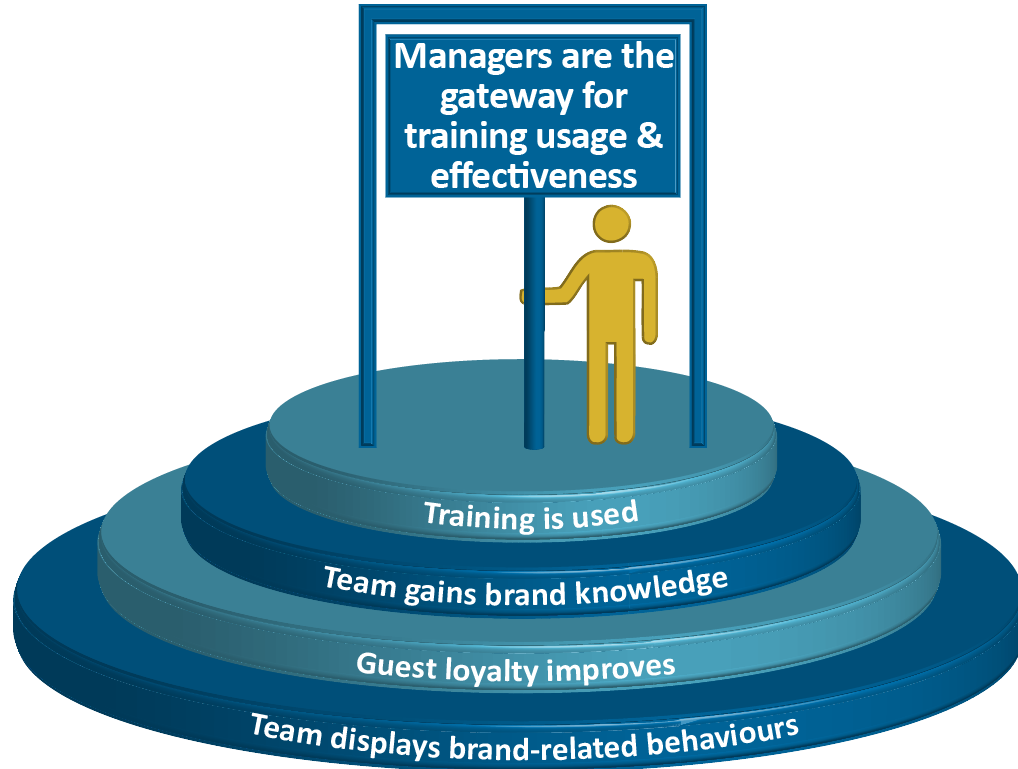 Managers are the
gateway for
training usage &
effectiveness
Training is used
Team gains brand knowledge
Guest loyalty improves
Team displays brand-related behaviours